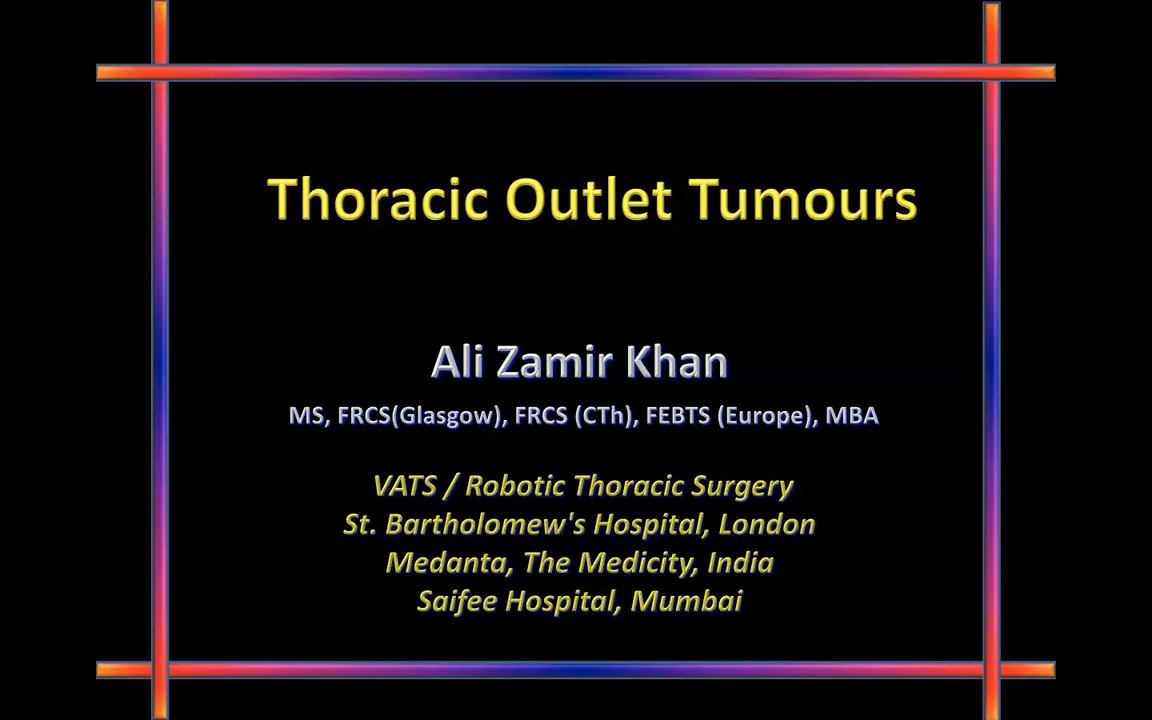 Thoracic Outlet Tumours
Ali Zamir Khan
MS, FRCS(Glasgow), FRCS (CTh), FEBTS (Europe), MBA
VATS / Robotic Thoracic Surgery
St. Bartholomew's Hospital, London
Medanta, The Medicity, India
Saifee Hospital, Mumbai